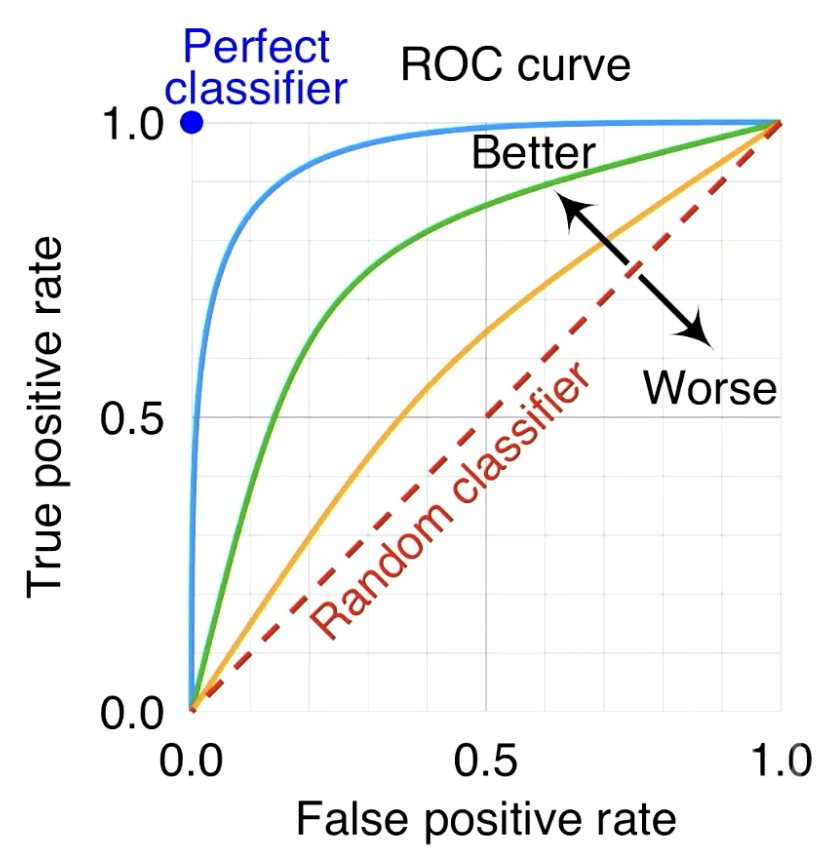 Perfect
classifier
ROC curve
1.0
Better
True positive rate
Worse
0.5
Random classifier
0.0
0.0
0.5
1.0
False positive rate